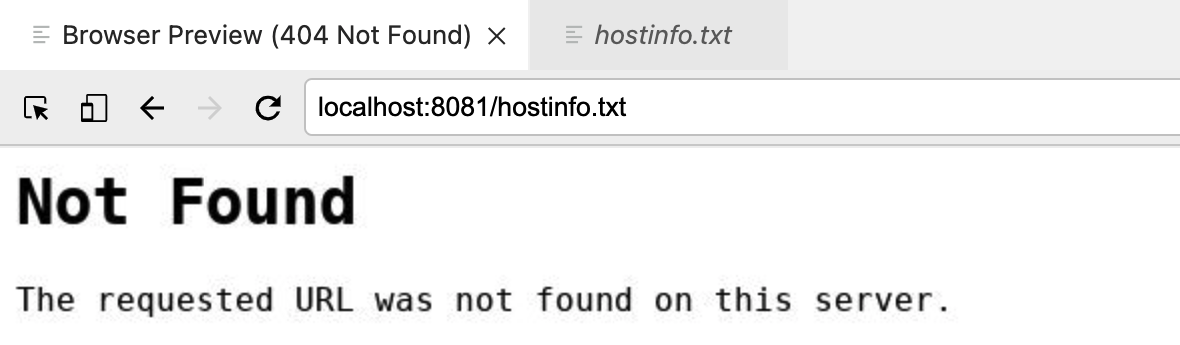 Browser Preview (404 Not Found)
hostinfo.txt
localhost:8081/hostinfo.txt
Not Found
The requested URL was not found on this server.